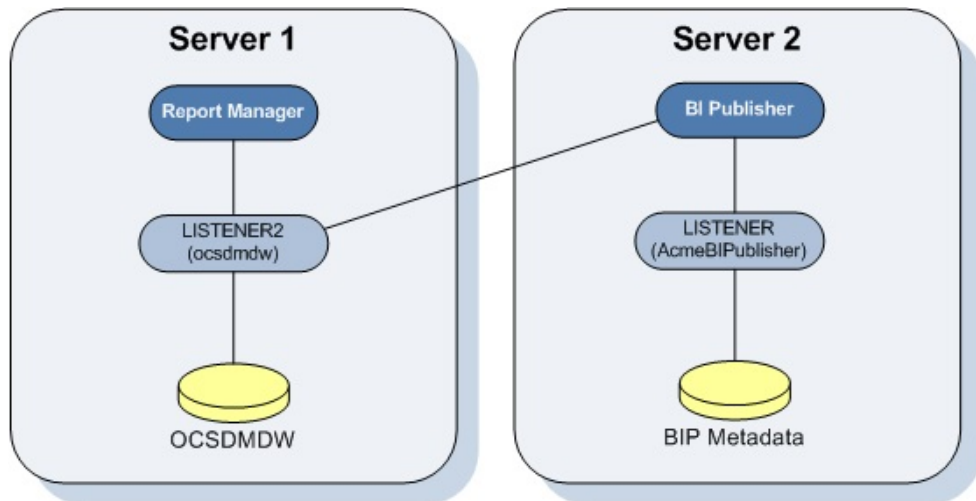 Server 1
Report Manager
LISTENER2
(ocsdmdw)
OCSDMDW
Server 2
BI Publisher
LISTENER
(AcmeBIPublisher)
BIP Metadata